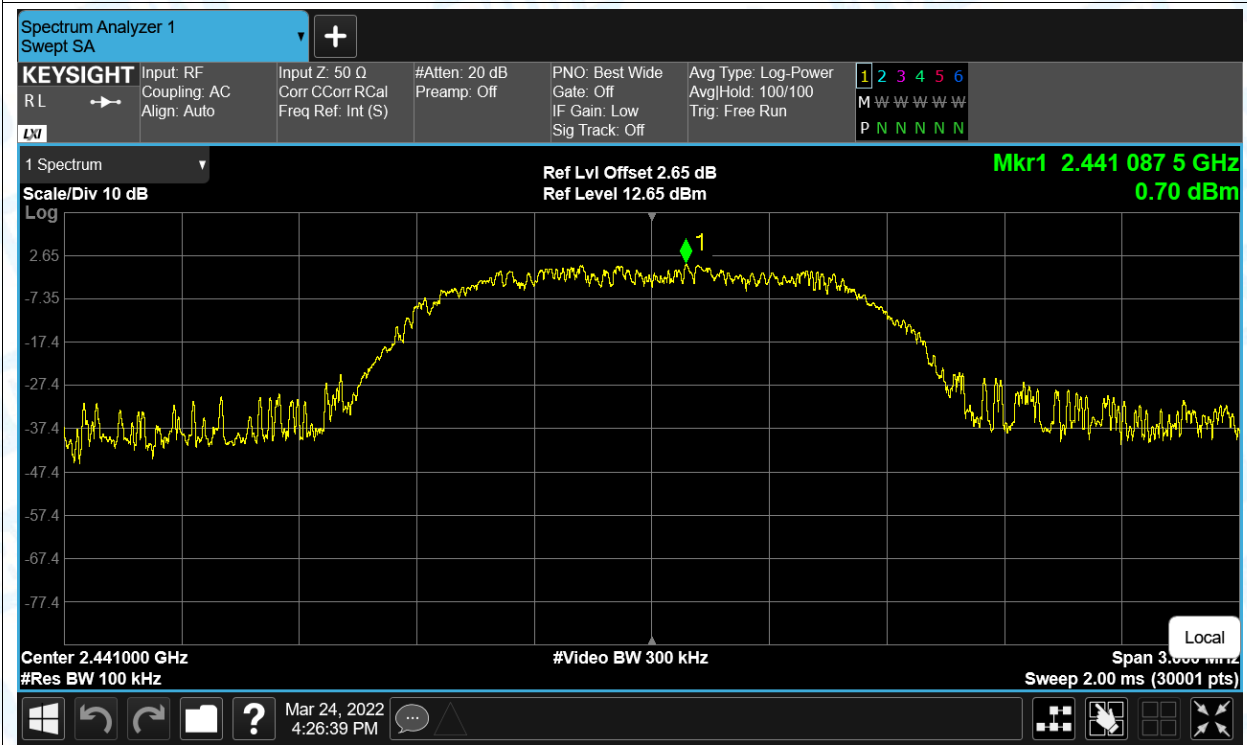 Spectrum Analyzer 1
Swept SA
KEYSIGHT
R L
LXI
Input: RF
Coupling: AC
Align: Auto
Input Z: 50 Ω
Corr CCorr RCal
Freq Ref: Int (S)
#Atten: 20 dB
Preamp: Off
PNO: Best Wide
Gate: Off
IF Gain: Low
Sig Track: Off
Avg Type: Log-Power
Avg|Hold: 100/100
Trig: Free Run
1 2 3 4 5 6
M W W W W W
P N N N N N
1 Spectrum
Scale/Div 10 dB
Log
Ref Lvl Offset 2.65 dB
Ref Level 12.65 dBm
Mkr1 2.441 087 5 GHz
0.70 dBm
1
2.65
-7.35
-17.4
-27.4
-37.4
-47.4
-57.4
-67.4
-77.4
Local
Center 2.441000 GHz
#Video BW 300 kHz
Span 3.000 MHz
#Res BW 100 kHz
Sweep 2.00 ms (30001 pts)
?
Mar 24, 2022
4:26:39 PM